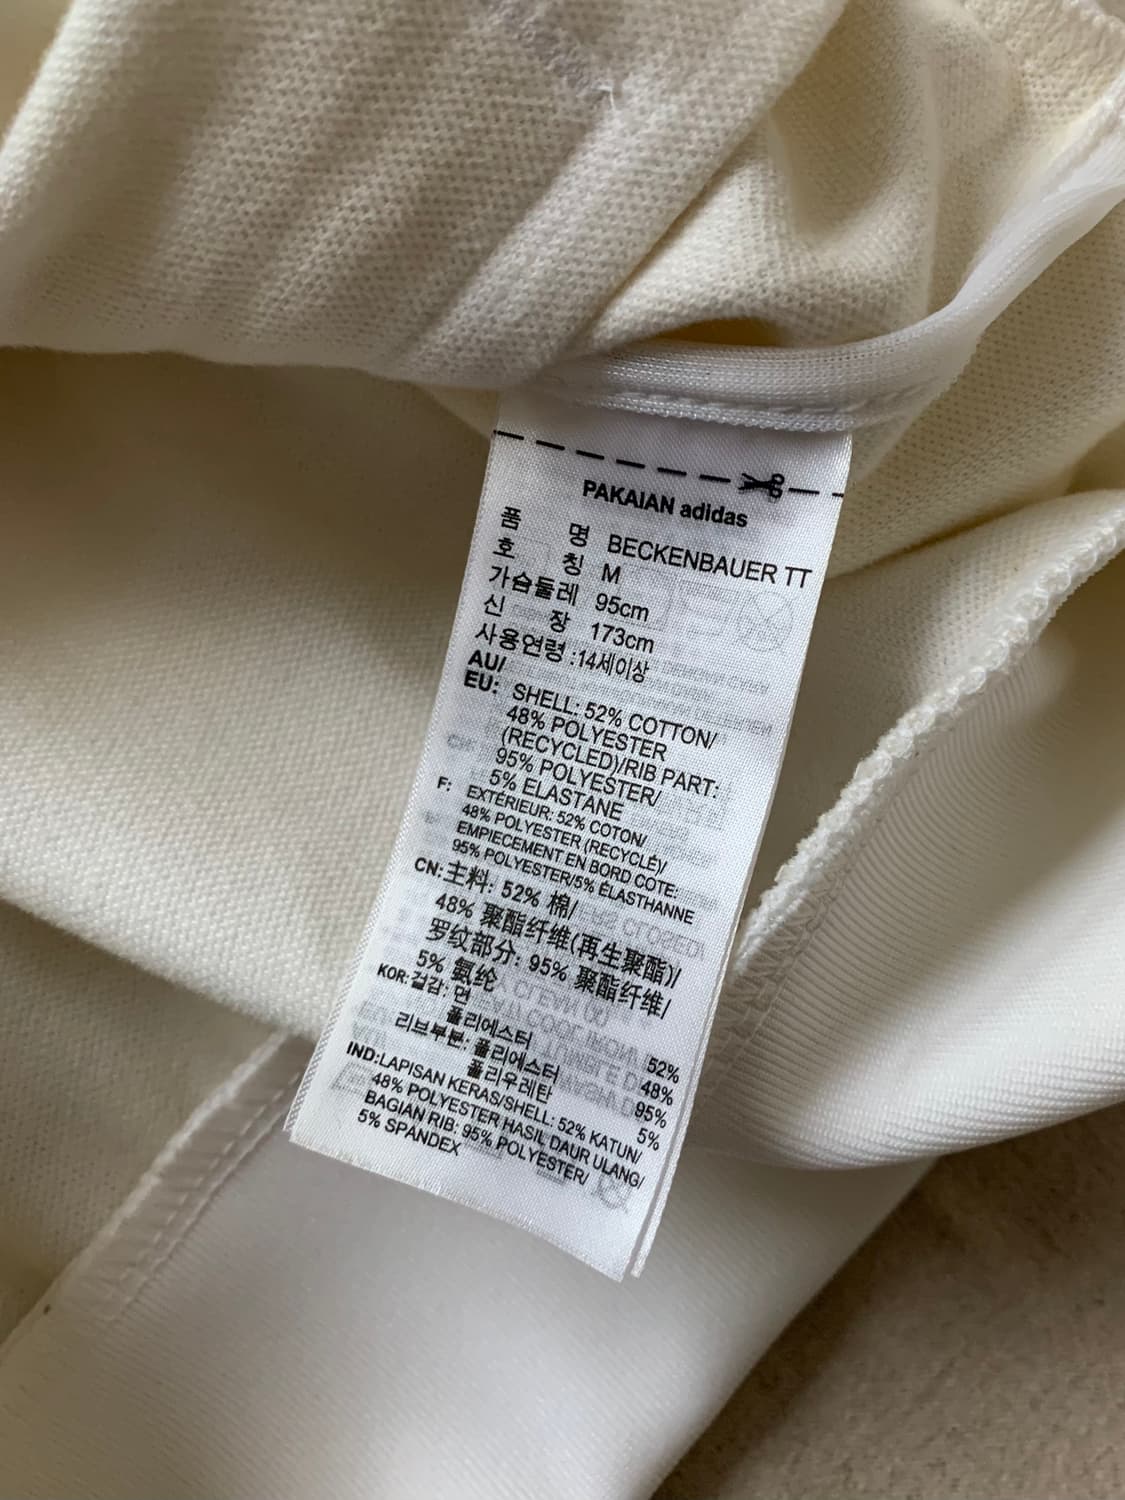 PAKAIAN adidas
품 명 BECKENBAUER TT
호 칭 M
가슴둘레 95cm
신 장 173cm
사용연령 :14세이상
AU/
EU: SHELL: 52% COTTON/
48% POLYESTER
(RECYCLED)/RIB PART:
95% POLYESTER/
5% ELASTANE
F: EXTÉRIEUR: 52% COTON/
48% POLYESTER (RECYCLÉ)/
EMPIECEMENT EN BORD COTE:
95% POLYESTER/5% ÉLASTHANNE
CN:主料: 52% 棉/
48% 聚酯纤维(再生聚酯)/
罗纹部分: 95% 聚酯纤维/
5% 氨纶
KOR:겉감: 면 52%
폴리에스터 48%
리브부분: 폴리에스터 95%
폴리우레탄 5%
IND:LAPISAN KERAS/SHELL: 52% KATUN/
48% POLYESTER HASIL DAUR ULANG/
BAGIAN RIB: 95% POLYESTER/
5% SPANDEX